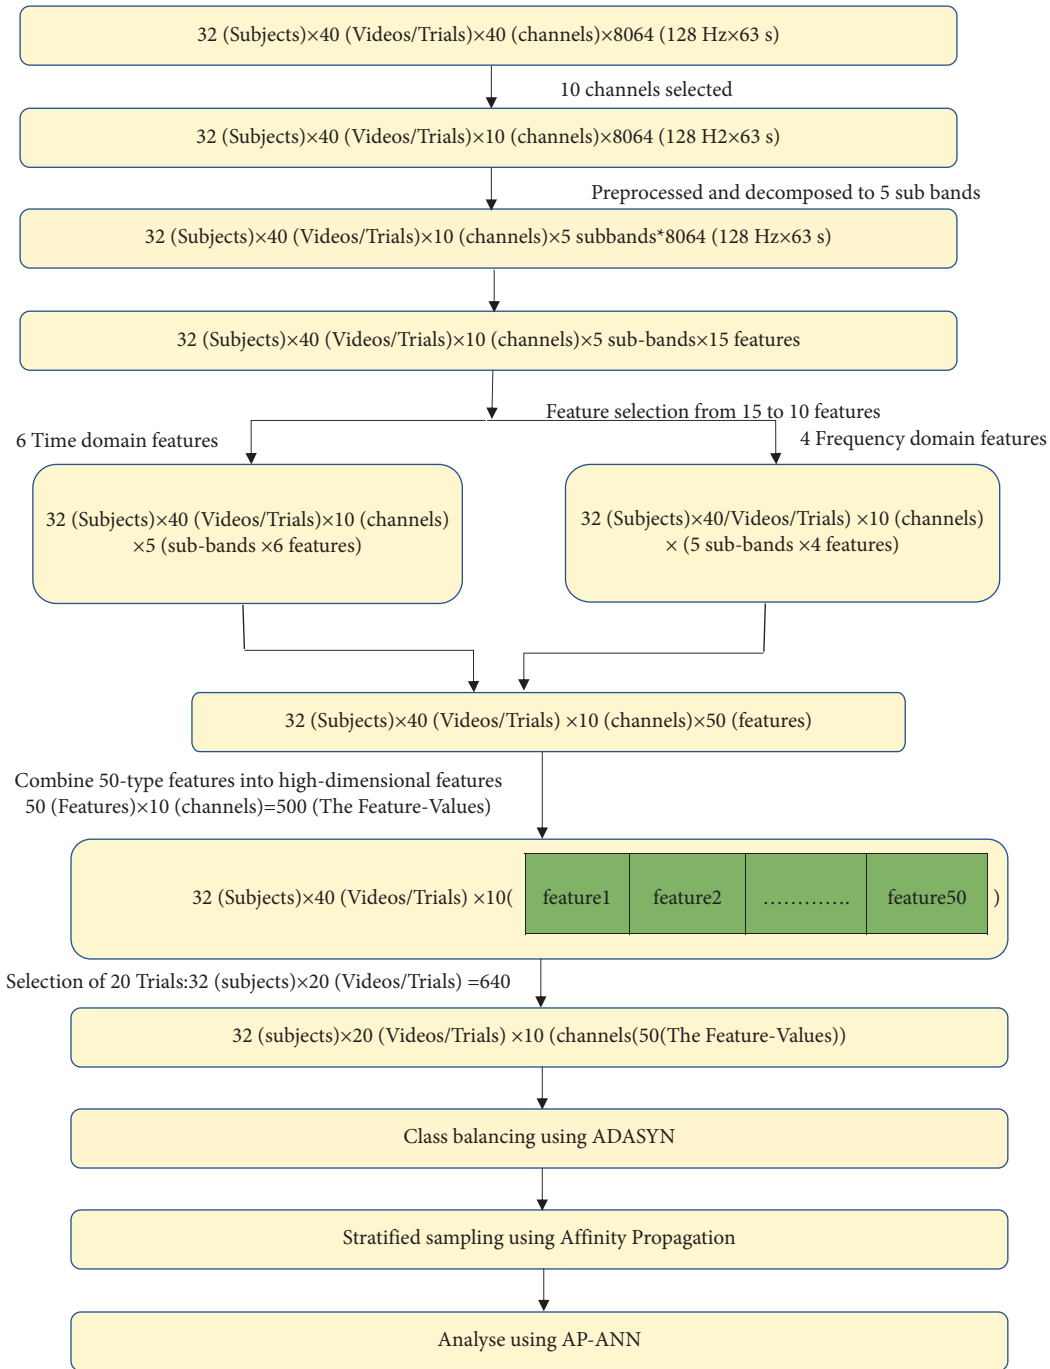 32 (Subjects)×40 (Videos/Trials)×40 (channels)×8064 (128 Hz×63 s)
10 channels selected
32 (Subjects)×40 (Videos/Trials)×10 (channels)×8064 (128 H2×63 s)
Preprocessed and decomposed to 5 sub bands
32 (Subjects)×40 (Videos/Trials)×10 (channels)×5 subbands*8064 (128 Hz×63 s)
32 (Subjects)×40 (Videos/Trials)×10 (channels)×5 sub-bands×15 features
Feature selection from 15 to 10 features
6 Time domain features
4 Frequency domain features
32 (Subjects)×40 (Videos/Trials)×10 (channels)
×5 (sub-bands ×6 features)
32 (Subjects×40/Videos/Trials) ×10 (channels)
× (5 sub-bands ×4 features)
32 (Subjects)×40 (Videos/Trials) ×10 (channels)×50 (features)
Combine 50-type features into high-dimensional features
50 (Features)×10 (channels)=500 (The Feature-Values)
32 (Subjects)×40 (Videos/Trials) ×10( feature1 feature2 ............. feature50 )
Selection of 20 Trials:32 (subjects)×20 (Videos/Trials) =640
32 (subjects)×20 (Videos/Trials) ×10 (channels(50(The Feature-Values))
Class balancing using ADASYN
Stratified sampling using Affinity Propagation
Analyse using AP-ANN